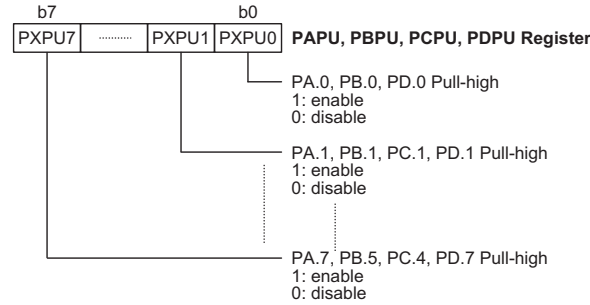 b7 b0
PXPU7 ........... PXPU1 PXPU0 PAPU, PBPU, PCPU, PDPU Register
PA.0, PB.0, PD.0 Pull-high
1: enable
0: disable
PA.1, PB.1, PC.1, PD.1 Pull-high
1: enable
0: disable
PA.7, PB.5, PC.4, PD.7 Pull-high
1: enable
0: disable